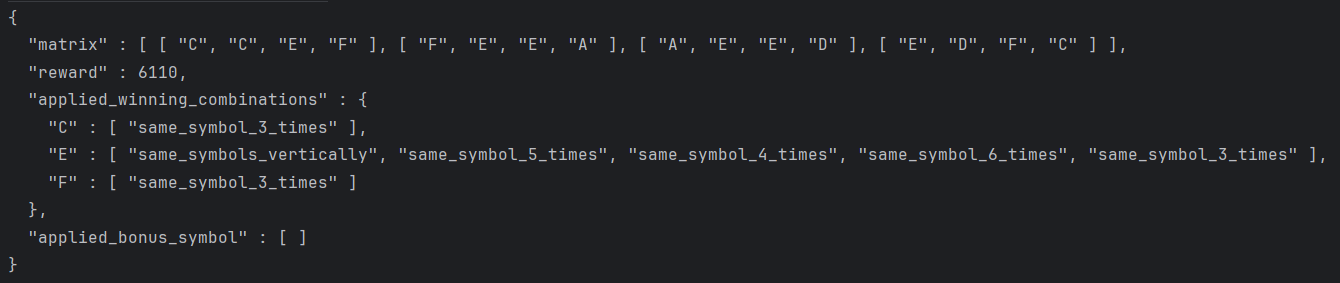 {
"matrix" : [ [ "C", "C", "E", "F" ], [ "F", "E", "E", "A" ], [ "A", "E", "E", "D" ], [ "E", "D", "F", "C" ] ],
"reward" : 6110,
"applied_winning_combinations" : {
"C" : [ "same_symbol_3_times" ],
"E" : [ "same_symbols_vertically", "same_symbol_5_times", "same_symbol_4_times", "same_symbol_6_times", "same_symbol_3_times" ],
"F" : [ "same_symbol_3_times" ]
},
"applied_bonus_symbol" : [ ]
}